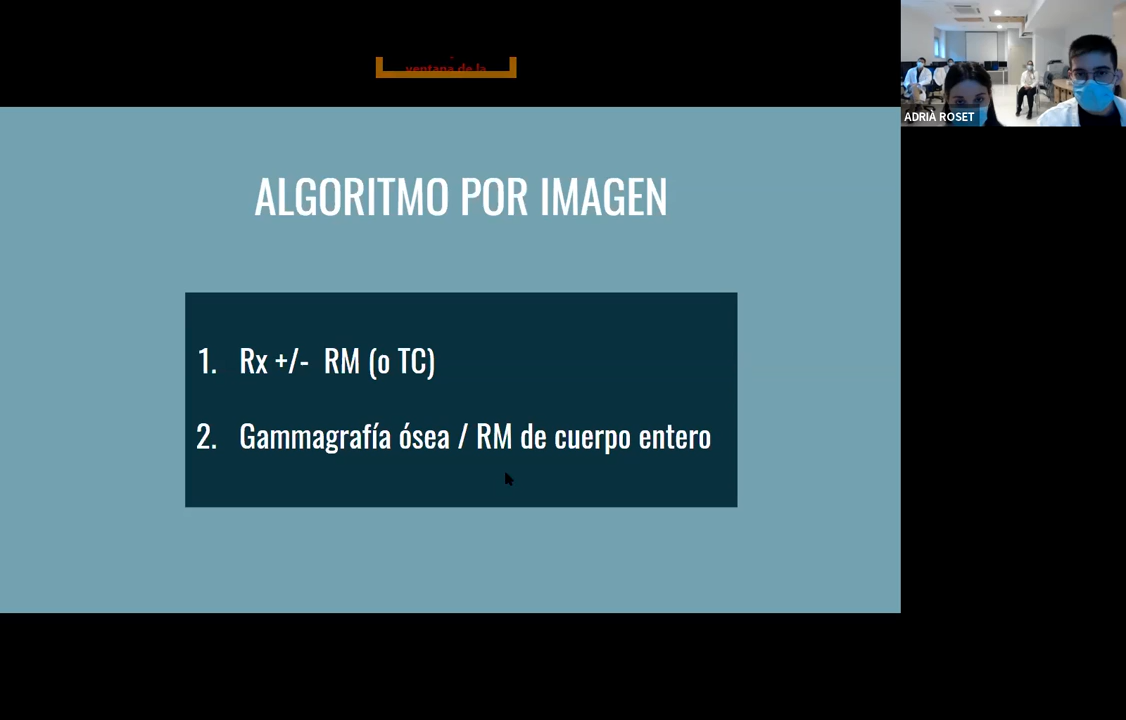 ventana de la
ADRIÀ ROSET
ALGORITMO POR IMAGEN
1. Rx +/- RM (o TC)
2. Gammagrafía ósea / RM de cuerpo entero